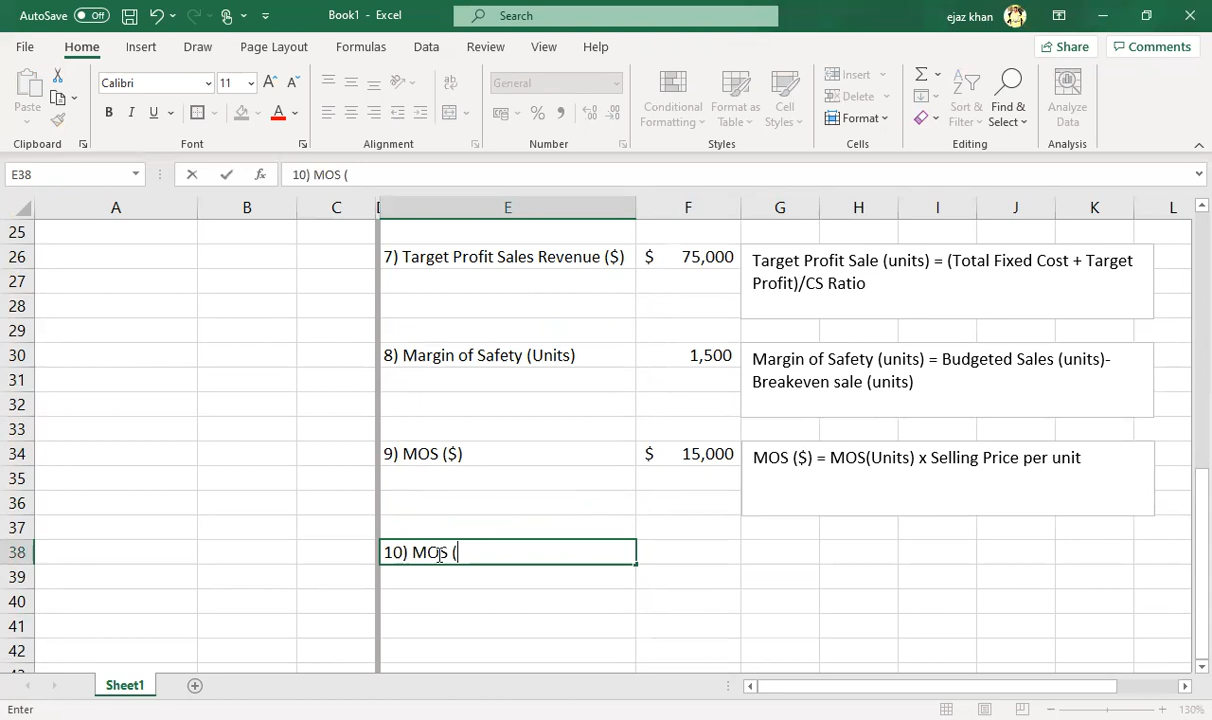 AutoSave Off Book1 - Excel Search ejaz khan
File Home Insert Draw Page Layout Formulas Data Review View Help Share Comments
Paste
Clipboard
Calibri 11
B I U
Font
Alignment
General
Number
Conditional Formatting
Format as Table
Cell Styles
Styles
Insert
Delete
Format
Cells
Sort & Filter
Find & Select
Editing
Analyze Data
Analysis
E38 10) MOS (
A B C D E F G H I J K L
25
26 7) Target Profit Sales Revenue ($) $ 75,000 Target Profit Sale (units) = (Total Fixed Cost + Target
27 Profit)/CS Ratio
28
29
30 8) Margin of Safety (Units) 1,500 Margin of Safety (units) = Budgeted Sales (units)-
31 Breakeven sale (units)
32
33
34 9) MOS ($) $ 15,000 MOS ($) = MOS(Units) x Selling Price per unit
35
36
37
38 10) MOS (
39
40
41
42
Sheet1
Enter 130%